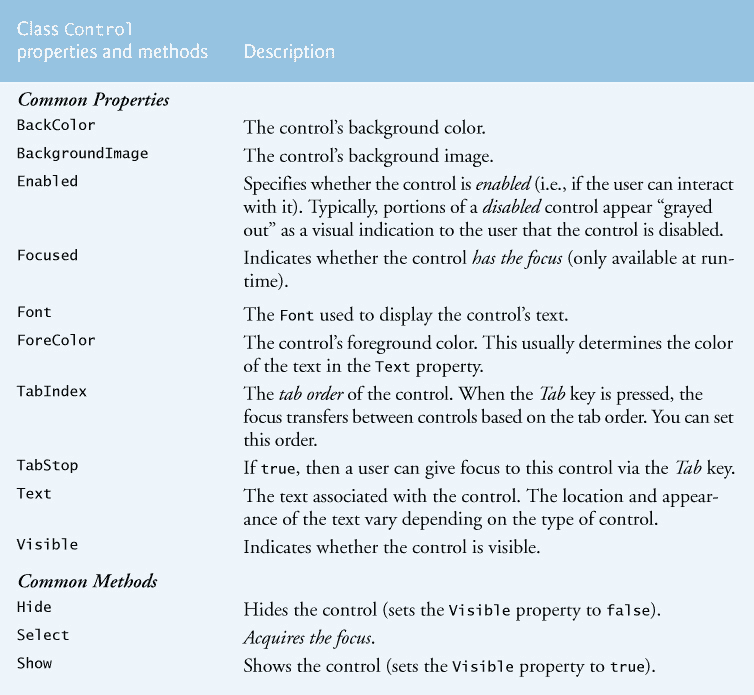 Class Control
properties and methods Description
Common Properties
BackColor The control’s background color.
BackgroundImage The control’s background image.
Enabled Specifies whether the control is enabled (i.e., if the user can interact
with it). Typically, portions of a disabled control appear “grayed
out” as a visual indication to the user that the control is disabled.
Focused Indicates whether the control has the focus (only available at run-
time).
Font The Font used to display the control’s text.
ForeColor The control’s foreground color. This usually determines the color
of the text in the Text property.
TabIndex The tab order of the control. When the Tab key is pressed, the
focus transfers between controls based on the tab order. You can set
this order.
TabStop If true, then a user can give focus to this control via the Tab key.
Text The text associated with the control. The location and appear-
ance of the text vary depending on the type of control.
Visible Indicates whether the control is visible.
Common Methods
Hide Hides the control (sets the Visible property to false).
Select Acquires the focus.
Show Shows the control (sets the Visible property to true).